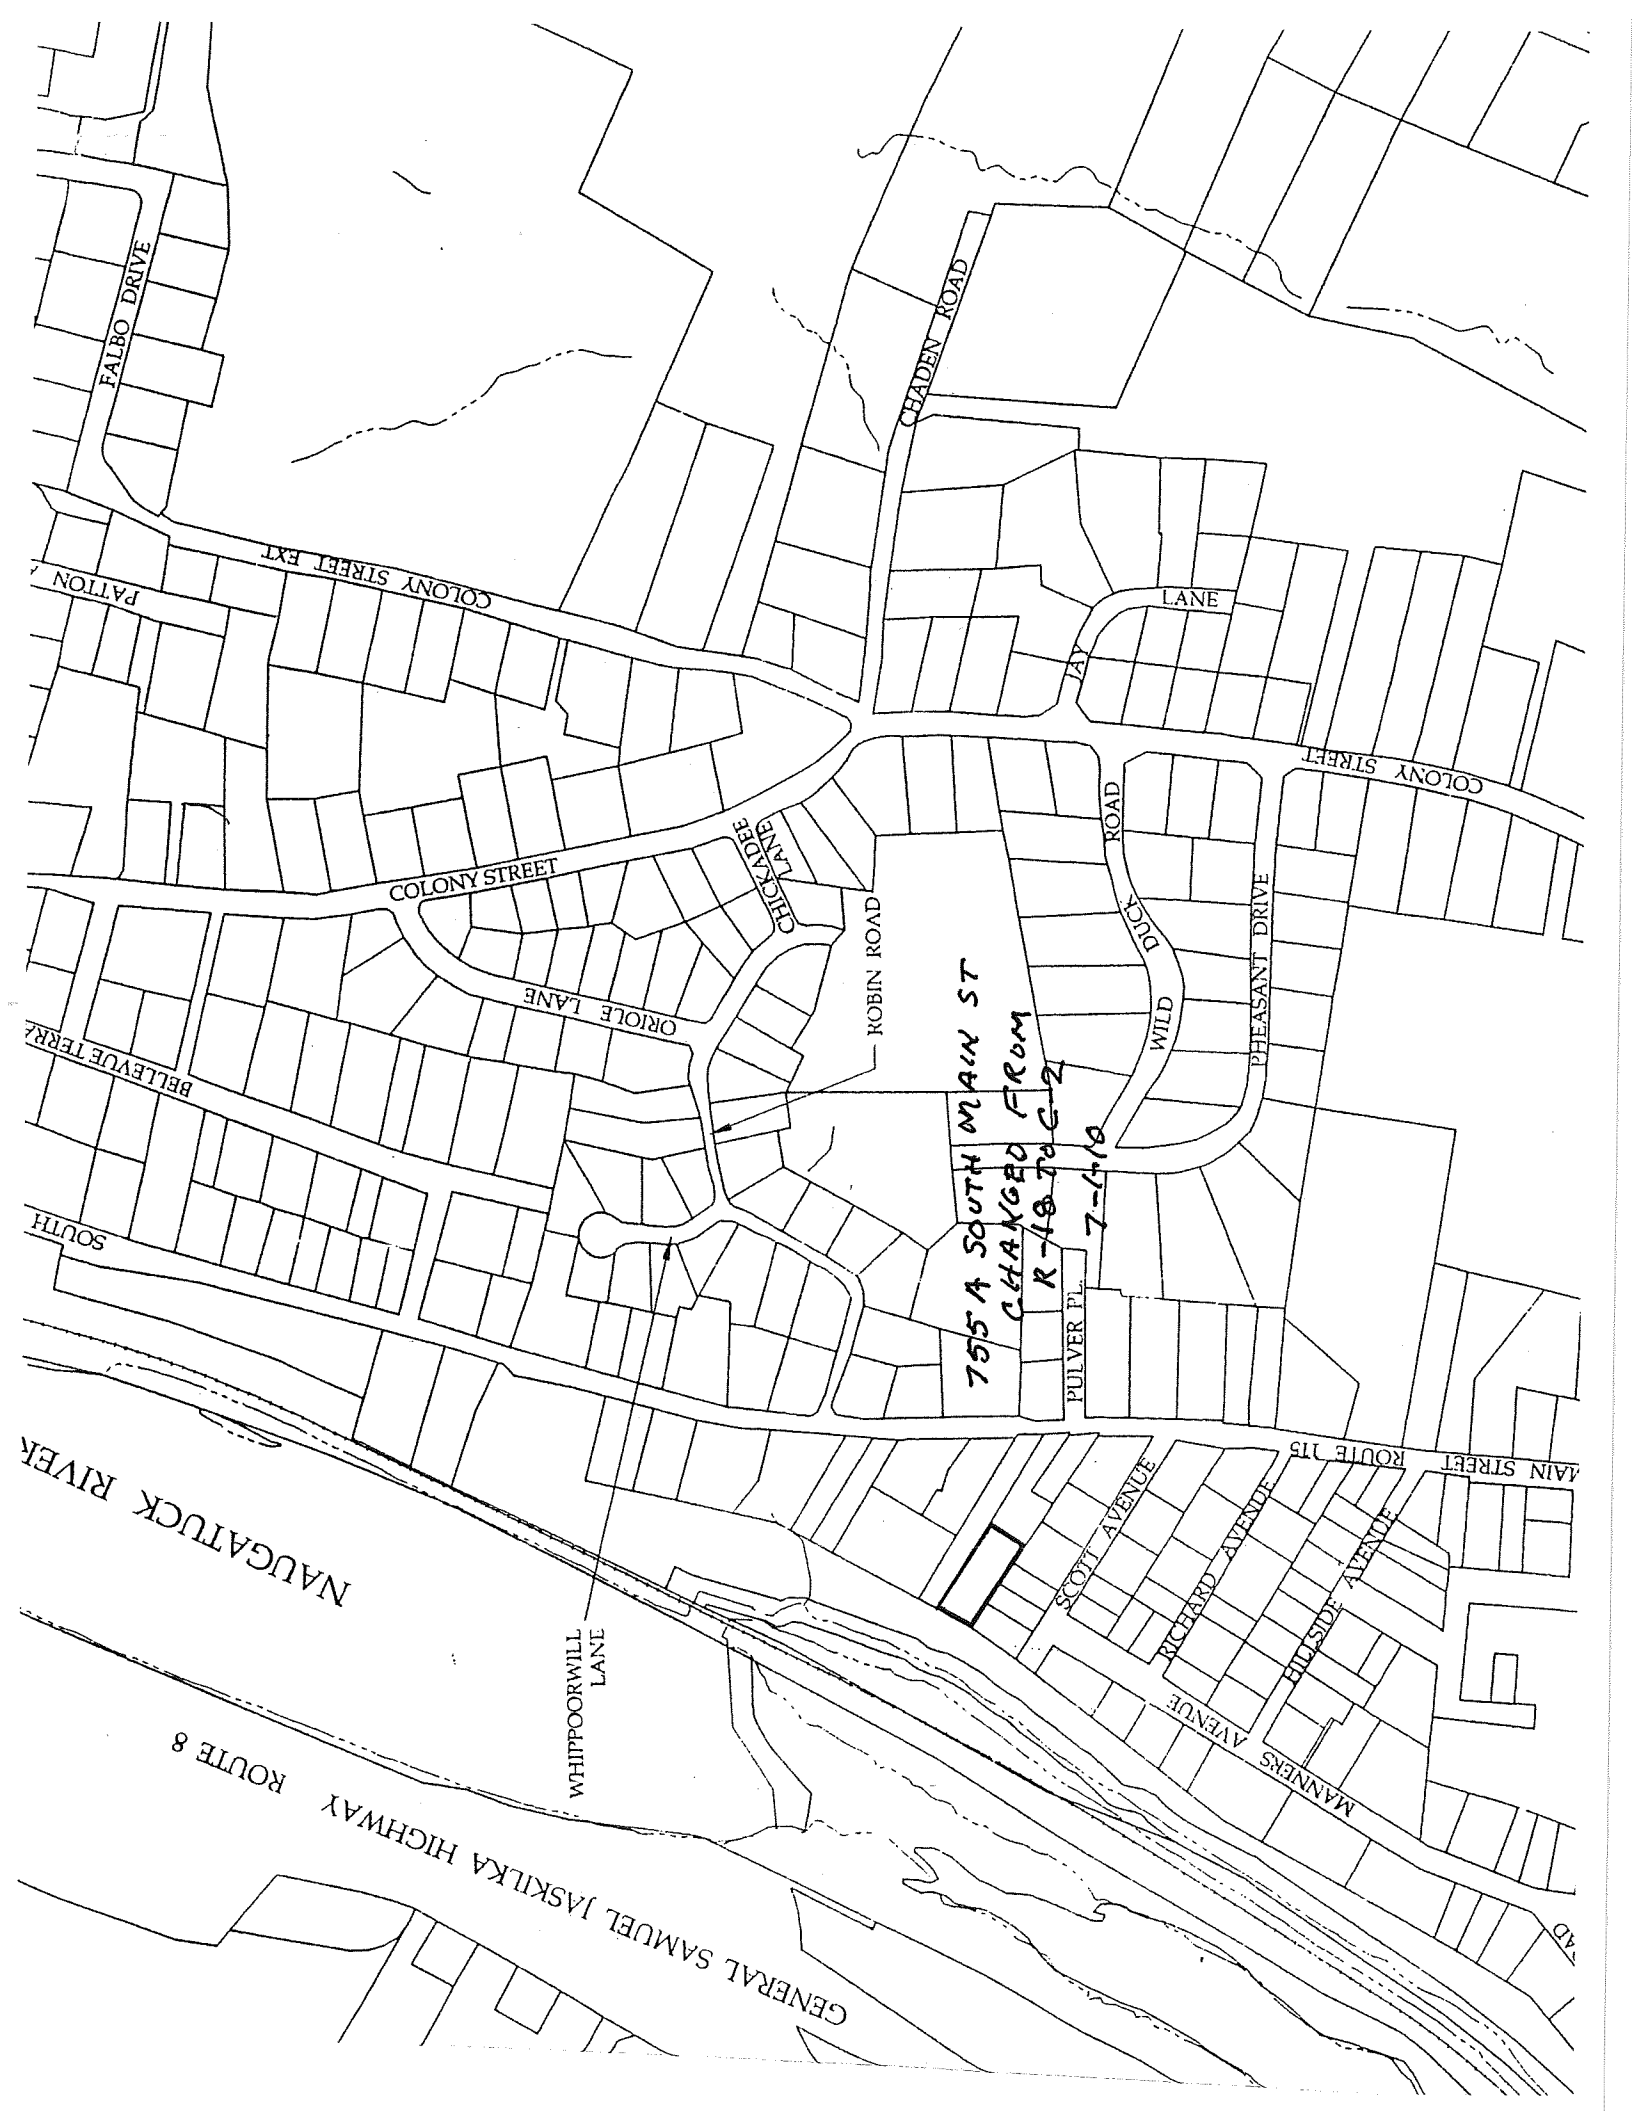 FALBO DRIVE
PATTON
COLONY STREET EXT
CHADEN ROAD
JAY
LANE
COLONY STREET
COLONY STREET
CHICKADEE
LANE
ORIOLE LANE
ROBIN ROAD
WILD DUCK ROAD
PHEASANT DRIVE
BELLEVUE TERRA
SOUTH
755 A SOUTH MAIN ST
CHANGED FROM
R-18 TO C-2
7-1-10
PULVER PL.
MAIN STREET ROUTE 115
SCOTT AVENUE
RICHARD AVENUE
HILLSIDE AVENUE
MANNERS AVENUE
WHIPPOORWILL
LANE
NAUGATUCK RIVER
GENERAL SAMUEL JASKILKA HIGHWAY ROUTE 8